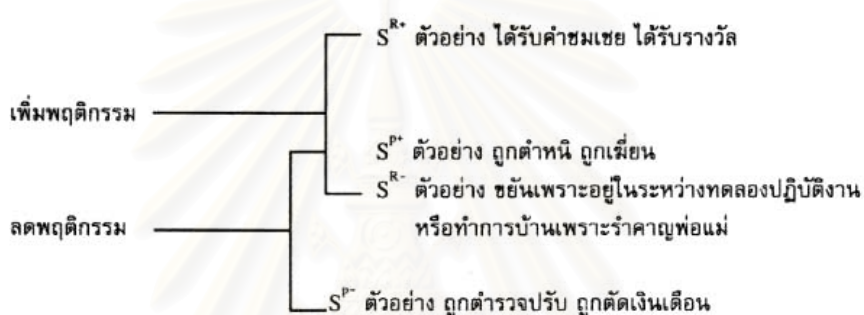 S^R+ ตัวอย่าง ได้รับคำชมเชย ได้รับรางวัล
เพิ่มพฤติกรรม
S^P+ ตัวอย่าง ถูกตำหนิ ถูกเฆี่ยน
S^R- ตัวอย่าง ขยันเพราะอยู่ในระหว่างทดลองปฏิบัติงาน
ลดพฤติกรรม หรือทำการบ้านเพราะรำคาญพ่อแม่
S^P- ตัวอย่าง ถูกตำรวจปรับ ถูกตัดเงินเดือน